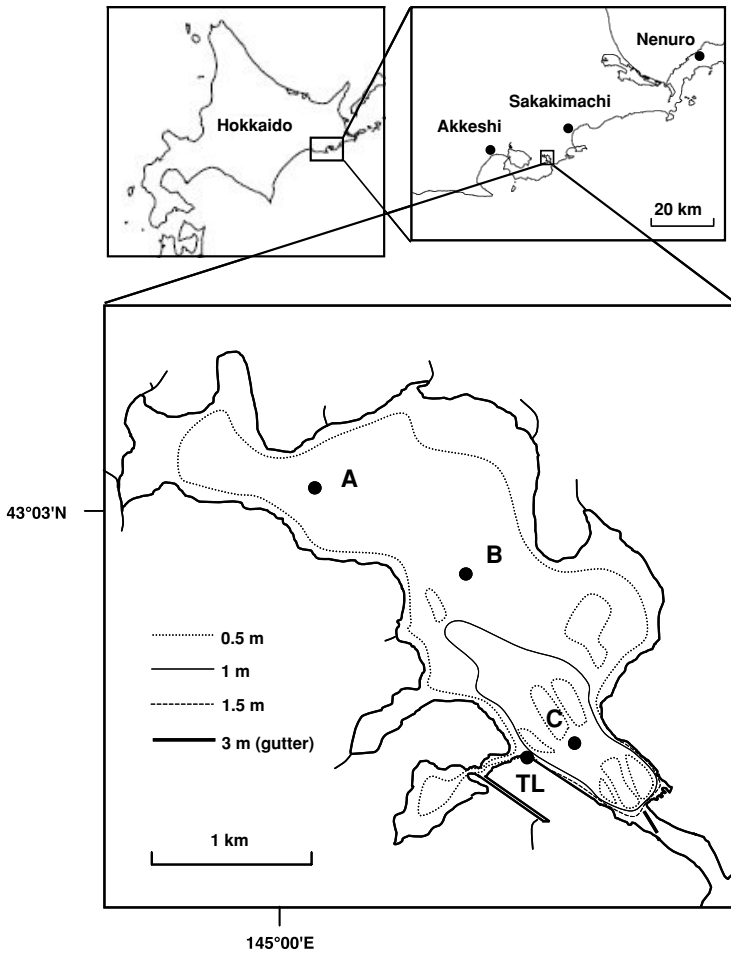 Hokkaido
Nenuro
Sakakimachi
Akkeshi
20 km
A
43°03'N
B
0.5 m
1 m
1.5 m
C
3 m (gutter)
TL
1 km
145°00'E